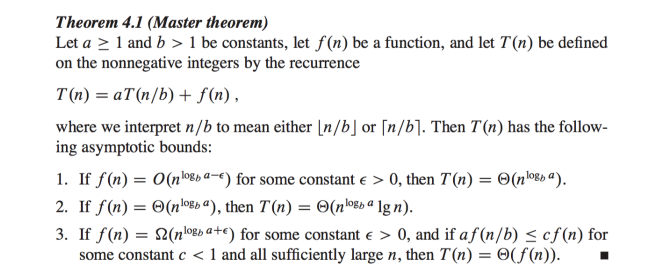 Theorem 4.1 (Master theorem)
Let a ≥ 1 and b > 1 be constants, let f(n) be a function, and let T(n) be defined
on the nonnegative integers by the recurrence
T(n) = aT(n/b) + f(n) ,
where we interpret n/b to mean either ⌊n/b⌋ or ⌈n/b⌉. Then T(n) has the follow-
ing asymptotic bounds:
1. If f(n) = O(n^{log_b a−ϵ}) for some constant ϵ > 0, then T(n) = Θ(n^{log_b a}).
2. If f(n) = Θ(n^{log_b a}), then T(n) = Θ(n^{log_b a} lg n).
3. If f(n) = Ω(n^{log_b a+ϵ}) for some constant ϵ > 0, and if af(n/b) ≤ cf(n) for
some constant c < 1 and all sufficiently large n, then T(n) = Θ(f(n)). ■